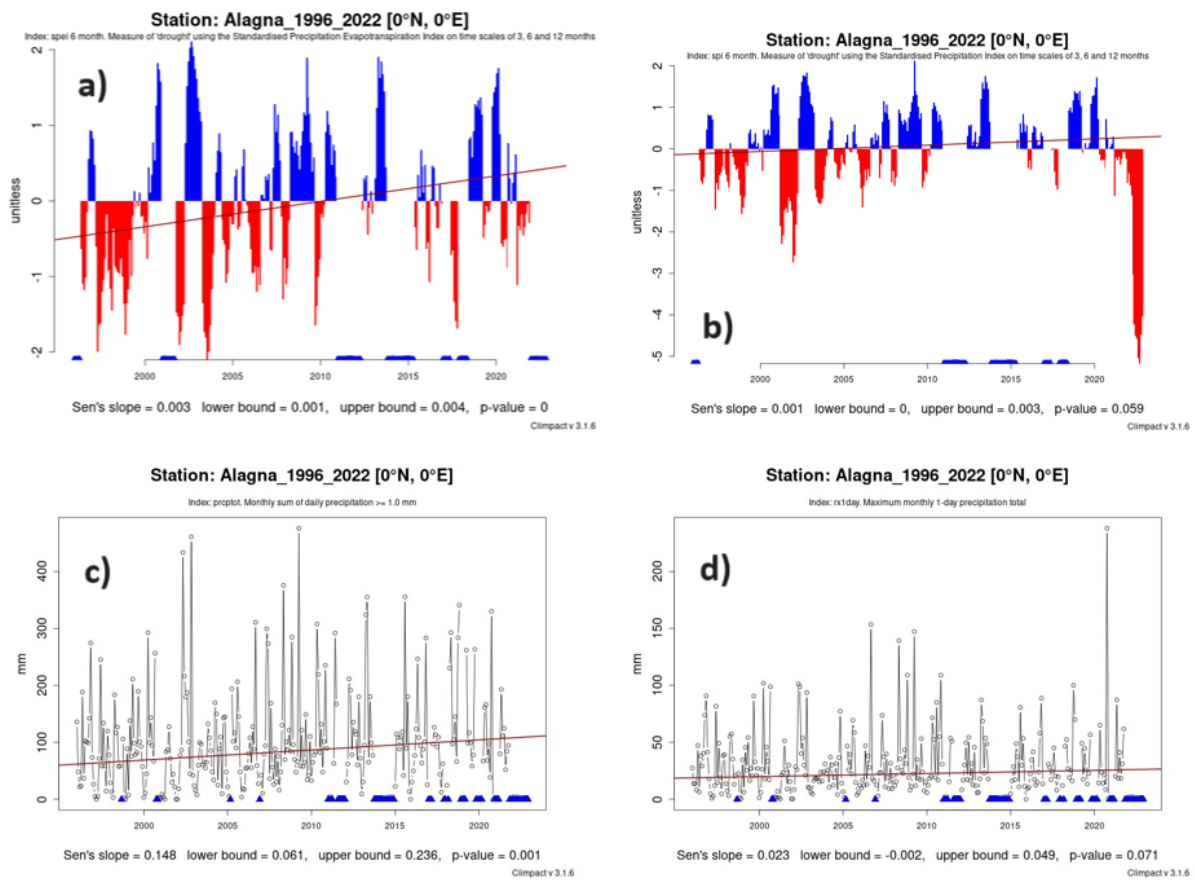 Station: Alagna_1996_2022 [0°N, 0°E]
Index: spei 6 month. Measure of 'drought' using the Standardised Precipitation Evapotranspiration Index on time scales of 3, 6 and 12 months
a)
unitless
2
1
0
-1
-2
2000 2005 2010 2015 2020
Sen's slope = 0.003 lower bound = 0.001, upper bound = 0.004, p-value = 0
Climpact v 3.1.6
Station: Alagna_1996_2022 [0°N, 0°E]
Index: spi 6 month. Measure of 'drought' using the Standardised Precipitation Index on time scales of 3, 6 and 12 months
b)
unitless
2
1
0
-1
-2
-3
-4
-5
2000 2005 2010 2015 2020
Sen's slope = 0.001 lower bound = 0, upper bound = 0.003, p-value = 0.059
Climpact v 3.1.6
Station: Alagna_1996_2022 [0°N, 0°E]
Index: prcptot. Monthly sum of daily precipitation >= 1.0 mm
c)
mm
400
300
200
100
0
2000 2005 2010 2015 2020
Sen's slope = 0.148 lower bound = 0.061, upper bound = 0.236, p-value = 0.001
Climpact v 3.1.6
Station: Alagna_1996_2022 [0°N, 0°E]
Index: rx1day. Maximum monthly 1-day precipitation total
d)
mm
200
150
100
50
0
2000 2005 2010 2015 2020
Sen's slope = 0.023 lower bound = -0.002, upper bound = 0.049, p-value = 0.071
Climpact v 3.1.6